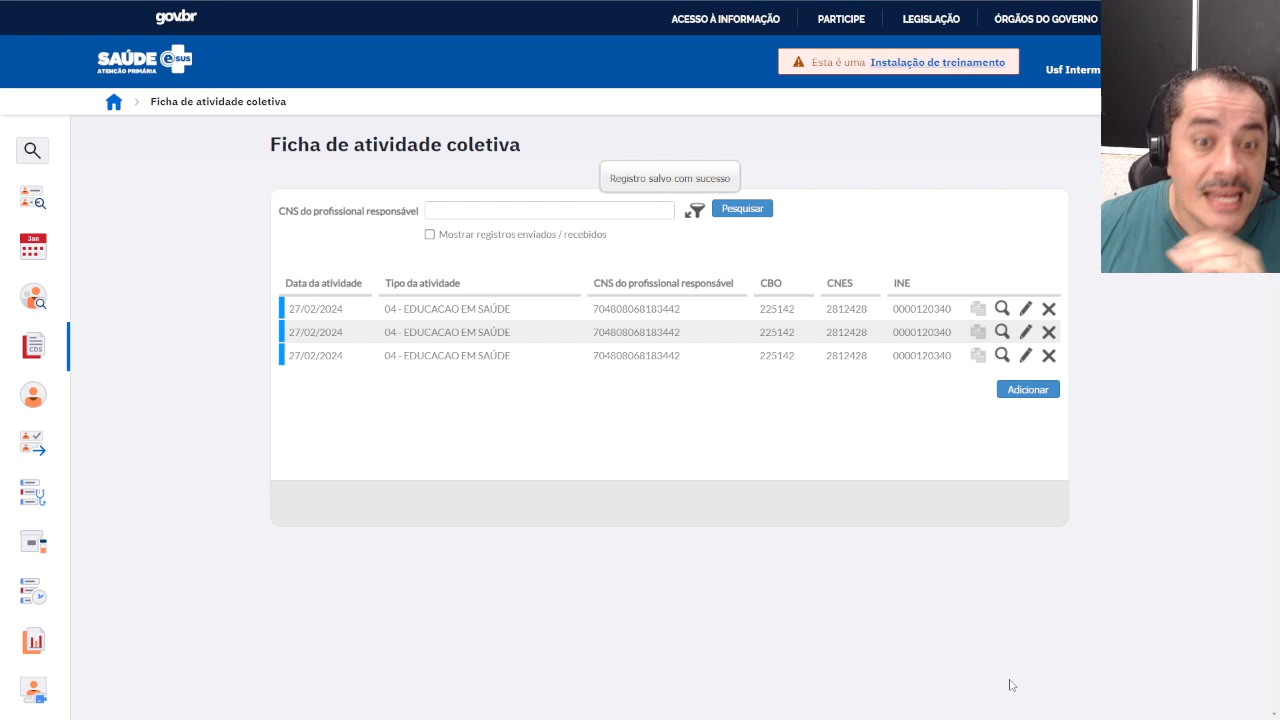 govbr
ACESSO À INFORMAÇÃO PARTICIPE LEGISLAÇÃO ÓRGÃOS DO GOVERNO
SAÚDE e-SUS
ATENÇÃO PRIMÁRIA
Esta é uma Instalação de treinamento
Usf Interm
Ficha de atividade coletiva
Ficha de atividade coletiva
Registro salvo com sucesso
CNS do profissional responsável Pesquisar
Mostrar registros enviados / recebidos
Jan
CDS
Data da atividade Tipo da atividade CNS do profissional responsável CBO CNES INE
27/02/2024 04 - EDUCACAO EM SAÚDE 704808068183442 225142 2812428 0000120340
27/02/2024 04 - EDUCACAO EM SAÚDE 704808068183442 225142 2812428 0000120340
27/02/2024 04 - EDUCACAO EM SAÚDE 704808068183442 225142 2812428 0000120340
Adicionar